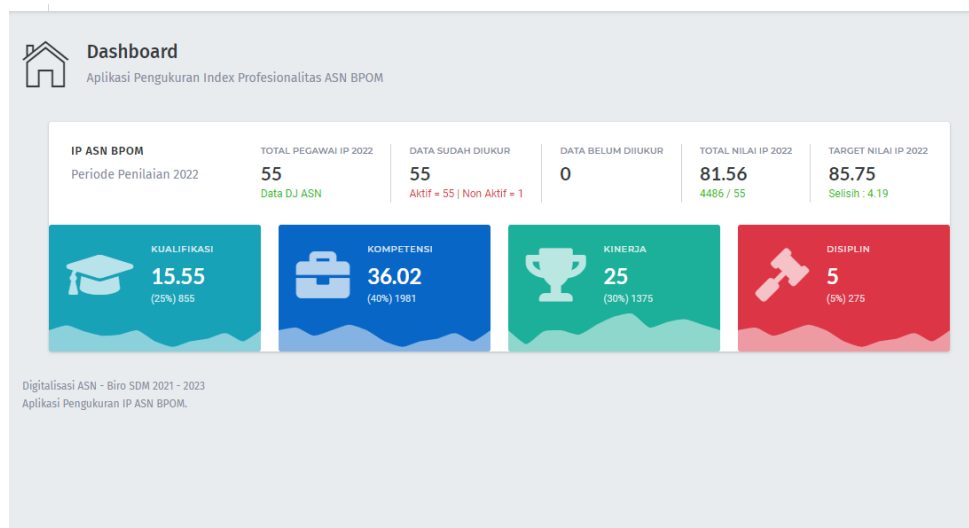 Dashboard
Aplikasi Pengukuran Index Profesionalitas ASN BPOM
IP ASN BPOM
Periode Penilaian 2022
TOTAL PEGAWAI IP 2022
55
Data DJ ASN
DATA SUDAH DIUKUR
55
Aktif = 55 | Non Aktif = 1
DATA BELUM DIIUKUR
0
TOTAL NILAI IP 2022
81.56
4486 / 55
TARGET NILAI IP 2022
85.75
Selisih : 4.19
KUALIFIKASI
15.55
(25%) 855
KOMPETENSI
36.02
(40%) 1981
KINERJA
25
(30%) 1375
DISIPLIN
5
(5%) 275
Digitalisasi ASN - Biro SDM 2021 - 2023
Aplikasi Pengukuran IP ASN BPOM.